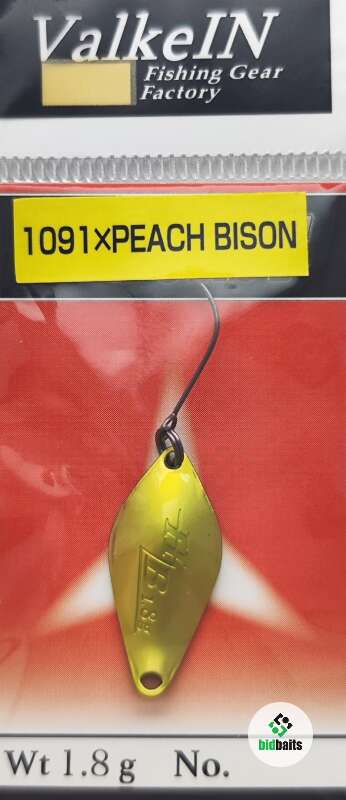 ValkeIN
Fishing Gear
Factory
1091×PEACH BISON
Wt 1.8g No.
bidbaits